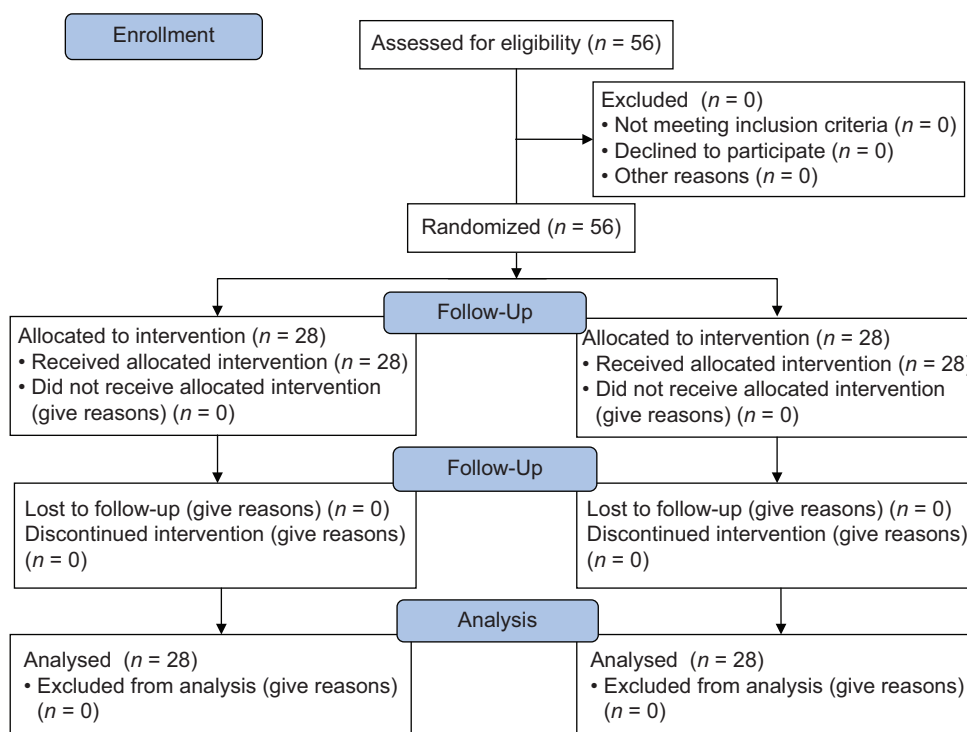 Enrollment
Assessed for eligibility (n = 56)
Excluded (n = 0)
• Not meeting inclusion criteria (n = 0)
• Declined to participate (n = 0)
• Other reasons (n = 0)
Randomized (n = 56)
Follow-Up
Allocated to intervention (n = 28)
• Received allocated intervention (n = 28)
• Did not receive allocated intervention
(give reasons) (n = 0)
Allocated to intervention (n = 28)
• Received allocated intervention (n = 28)
• Did not receive allocated intervention
(give reasons) (n = 0)
Follow-Up
Lost to follow-up (give reasons) (n = 0)
Discontinued intervention (give reasons)
(n = 0)
Lost to follow-up (give reasons) (n = 0)
Discontinued intervention (give reasons)
(n = 0)
Analysis
Analysed (n = 28)
• Excluded from analysis (give reasons)
(n = 0)
Analysed (n = 28)
• Excluded from analysis (give reasons)
(n = 0)